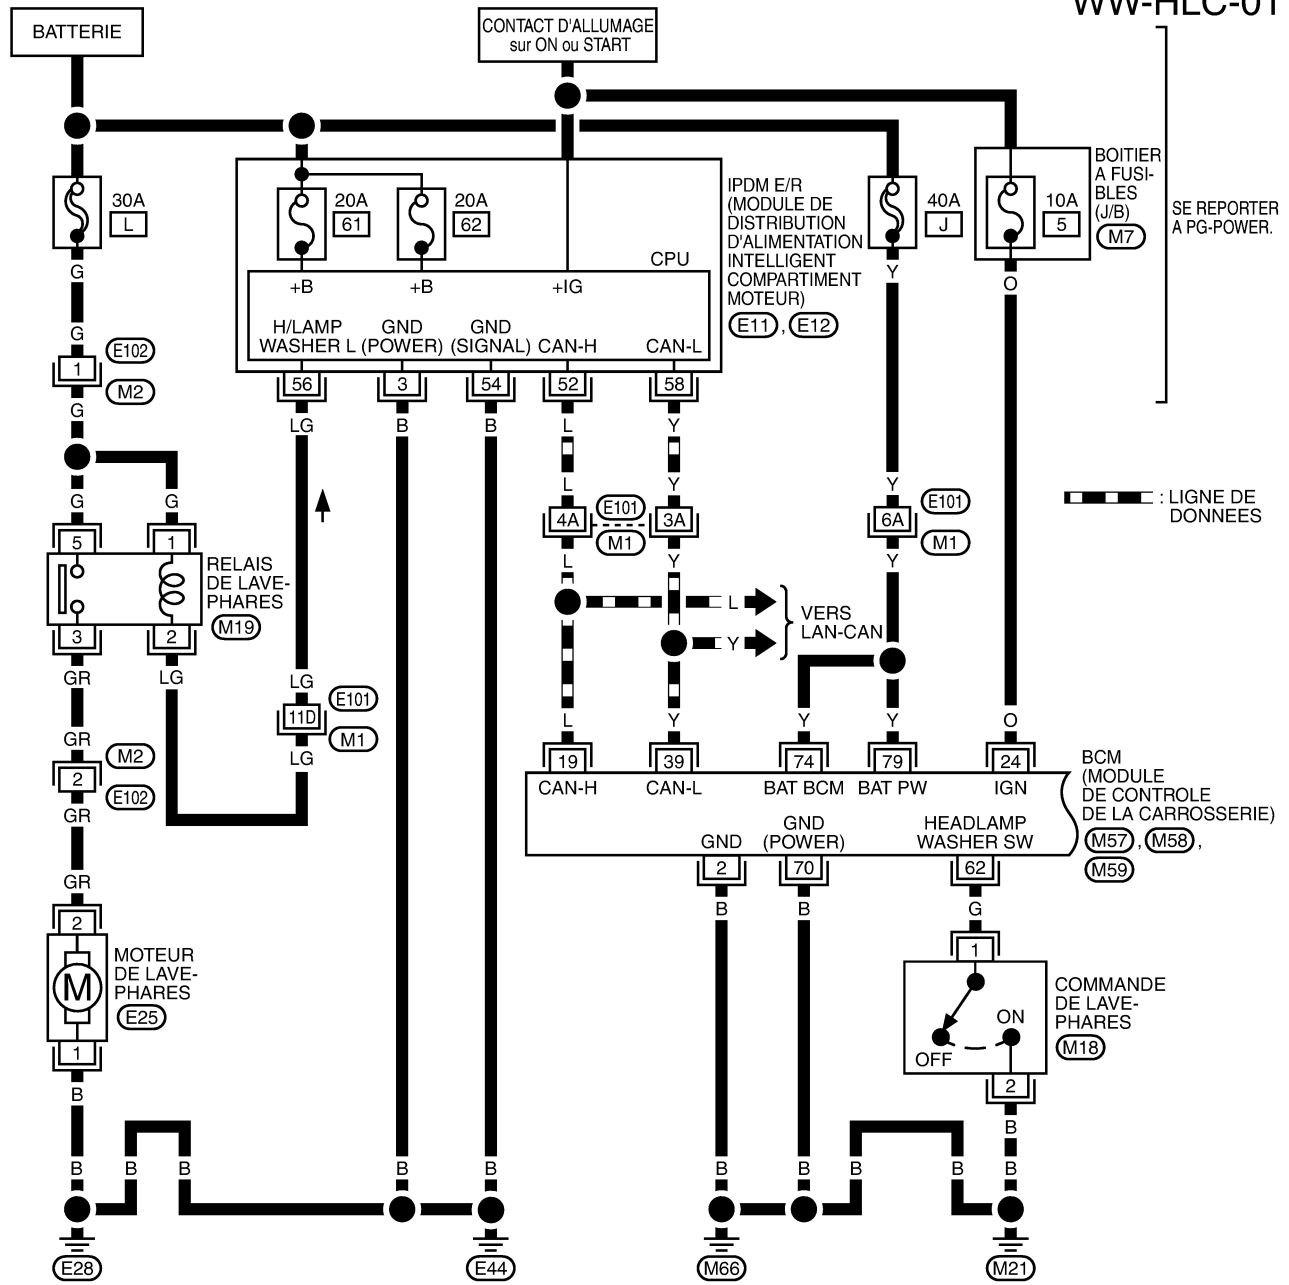 WW-HLC-01
BATTERIE
CONTACT D'ALLUMAGE
sur ON ou START
30A
L
20A
61
20A
62
CPU
+B
+B
+IG
H/LAMP
WASHER L
GND
(POWER)
GND
(SIGNAL)
CAN-H
CAN-L
IPDM E/R
(MODULE DE
DISTRIBUTION
D'ALIMENTATION
INTELLIGENT
COMPARTIMENT
MOTEUR)
E11 , E12
40A
J
10A
5
BOITIER
A FUSI-
BLES
(J/B)
M7
SE REPORTER
A PG-POWER.
G
Y
O
G
1
E102
M2
G
56
3
54
52
58
LG
B
B
L
Y
G
G
L
Y
Y
5
1
4A
E101
M1
3A
6A
E101
M1
: LIGNE DE
DONNEES
L
Y
Y
RELAIS
DE LAVE-
PHARES
M19
3
2
L
Y
VERS
LAN-CAN
GR
LG
LG
11D
E101
M1
LG
GR
2
M2
E102
GR
L
Y
Y
Y
O
19
39
74
79
24
CAN-H
CAN-L
BAT BCM
BAT PW
IGN
GND
GND
(POWER)
HEADLAMP
WASHER SW
BCM
(MODULE
DE CONTROLE
DE LA CARROSSERIE)
M57 , M58 ,
M59
2
70
62
B
B
G
GR
2
M
MOTEUR
DE LAVE-
PHARES
E25
1
B
1
ON
OFF
COMMANDE
DE LAVE-
PHARES
M18
2
B
B
B
B
B
B
B
B
B
B
B
E28
E44
M66
M21